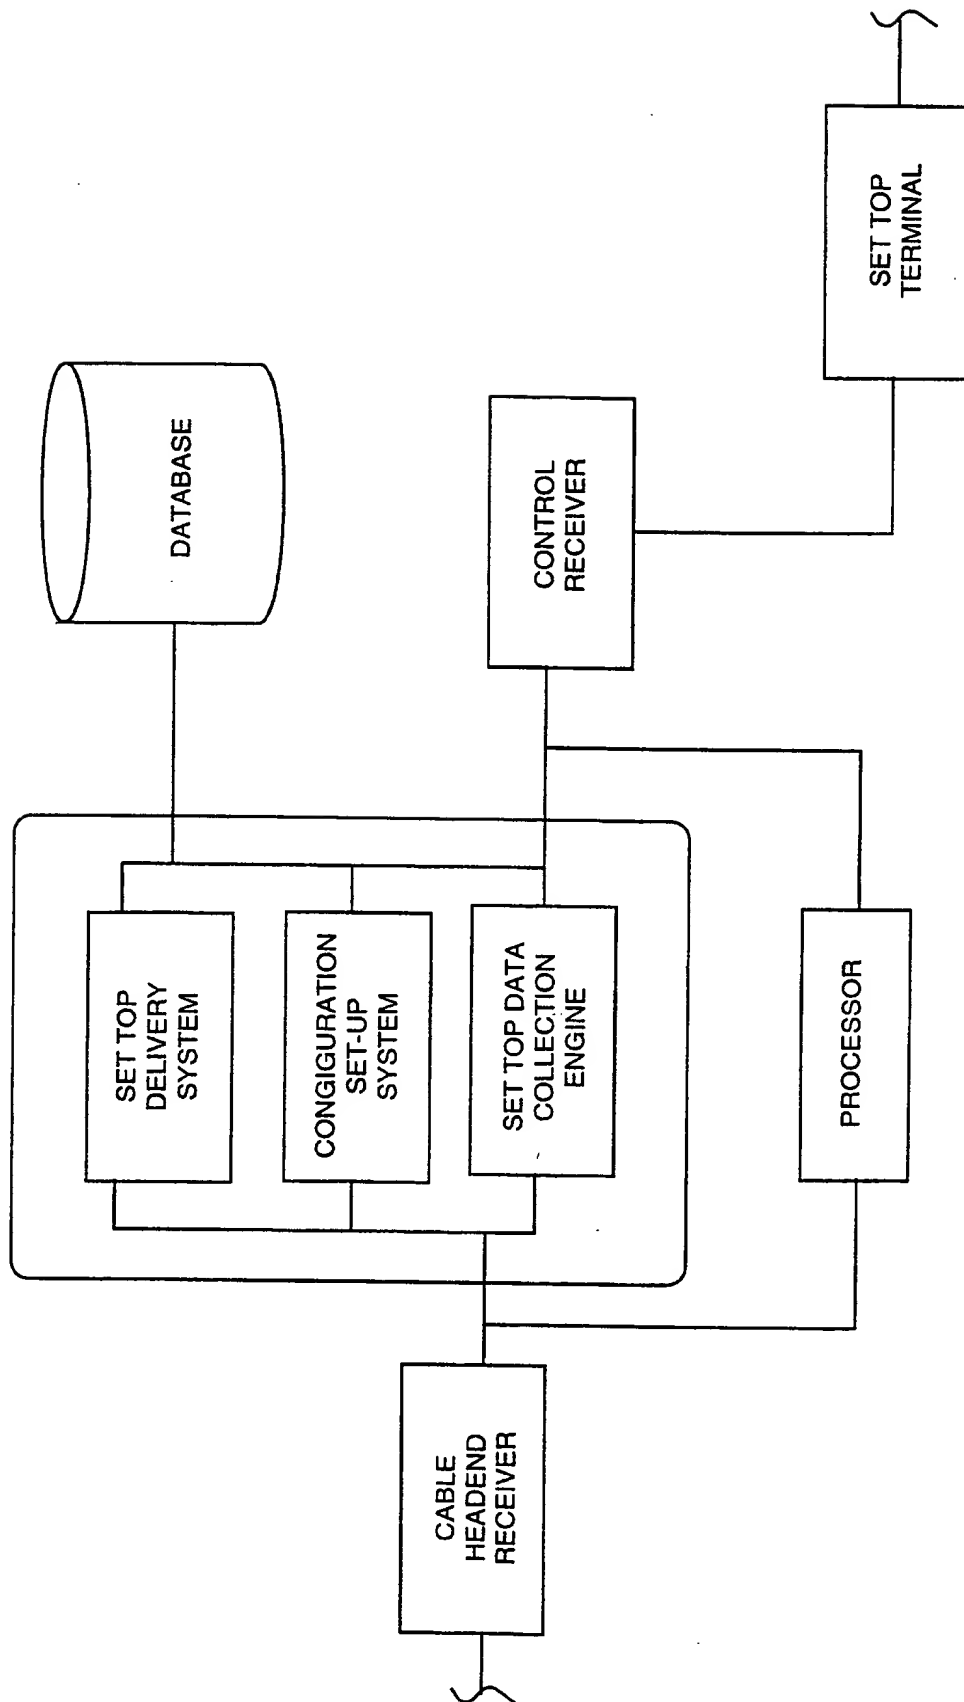 DATABASE
SET TOP
DELIVERY
SYSTEM
CONGIGURATION
SET-UP
SYSTEM
SET TOP DATA
COLLECTION
ENGINE
CABLE
HEADEND
RECEIVER
CONTROL
RECEIVER
PROCESSOR
SET TOP
TERMINAL